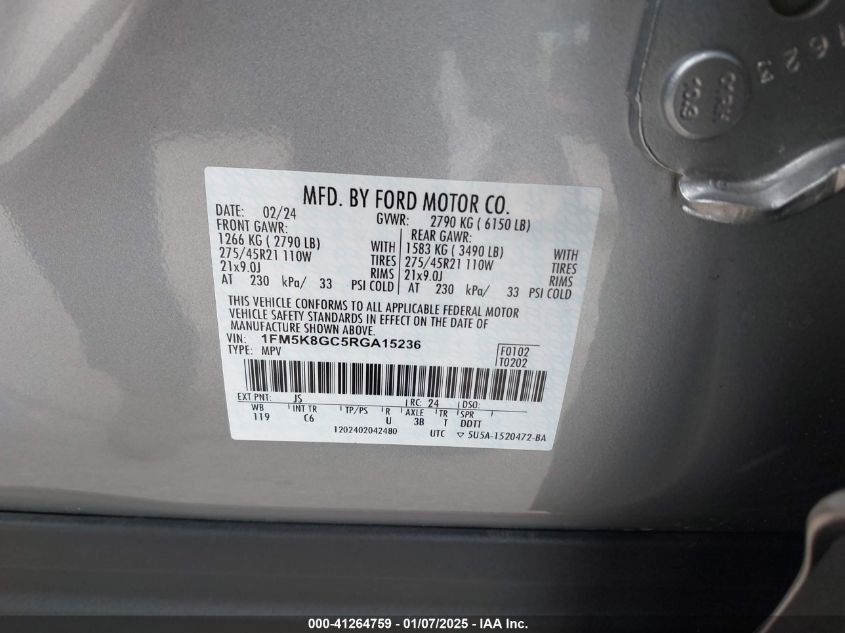 1623
MFD. BY FORD MOTOR CO.
DATE: 02/24 GVWR: 2790 KG ( 6150 LB)
FRONT GAWR: REAR GAWR:
1266 KG ( 2790 LB) WITH 1583 KG ( 3490 LB) WITH
275/45R21 110W TIRES 275/45R21 110W TIRES
21x9.0J RIMS 21x9.0J RIMS
AT 230 kPa/ 33 PSI COLD AT 230 kPa/ 33 PSI COLD
THIS VEHICLE CONFORMS TO ALL APPLICABLE FEDERAL MOTOR
VEHICLE SAFETY STANDARDS IN EFFECT ON THE DATE OF
MANUFACTURE SHOWN ABOVE.
VIN: 1FM5K8GC5RGA15236 F0102
TYPE: MPV T0202
EXT PNT: JS RC: 24 DSO:
WB INT TR TP/PS R AXLE TR SPR
119 C6 U 3B T DDTT
1202402042480 UTC ▽ 5U5A-1520472-BA
000-41264759 - 01/07/2025 - IAA Inc.